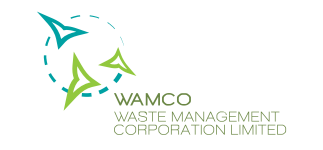 WAMCO
WASTE MANAGEMENT
CORPORATION LIMITED